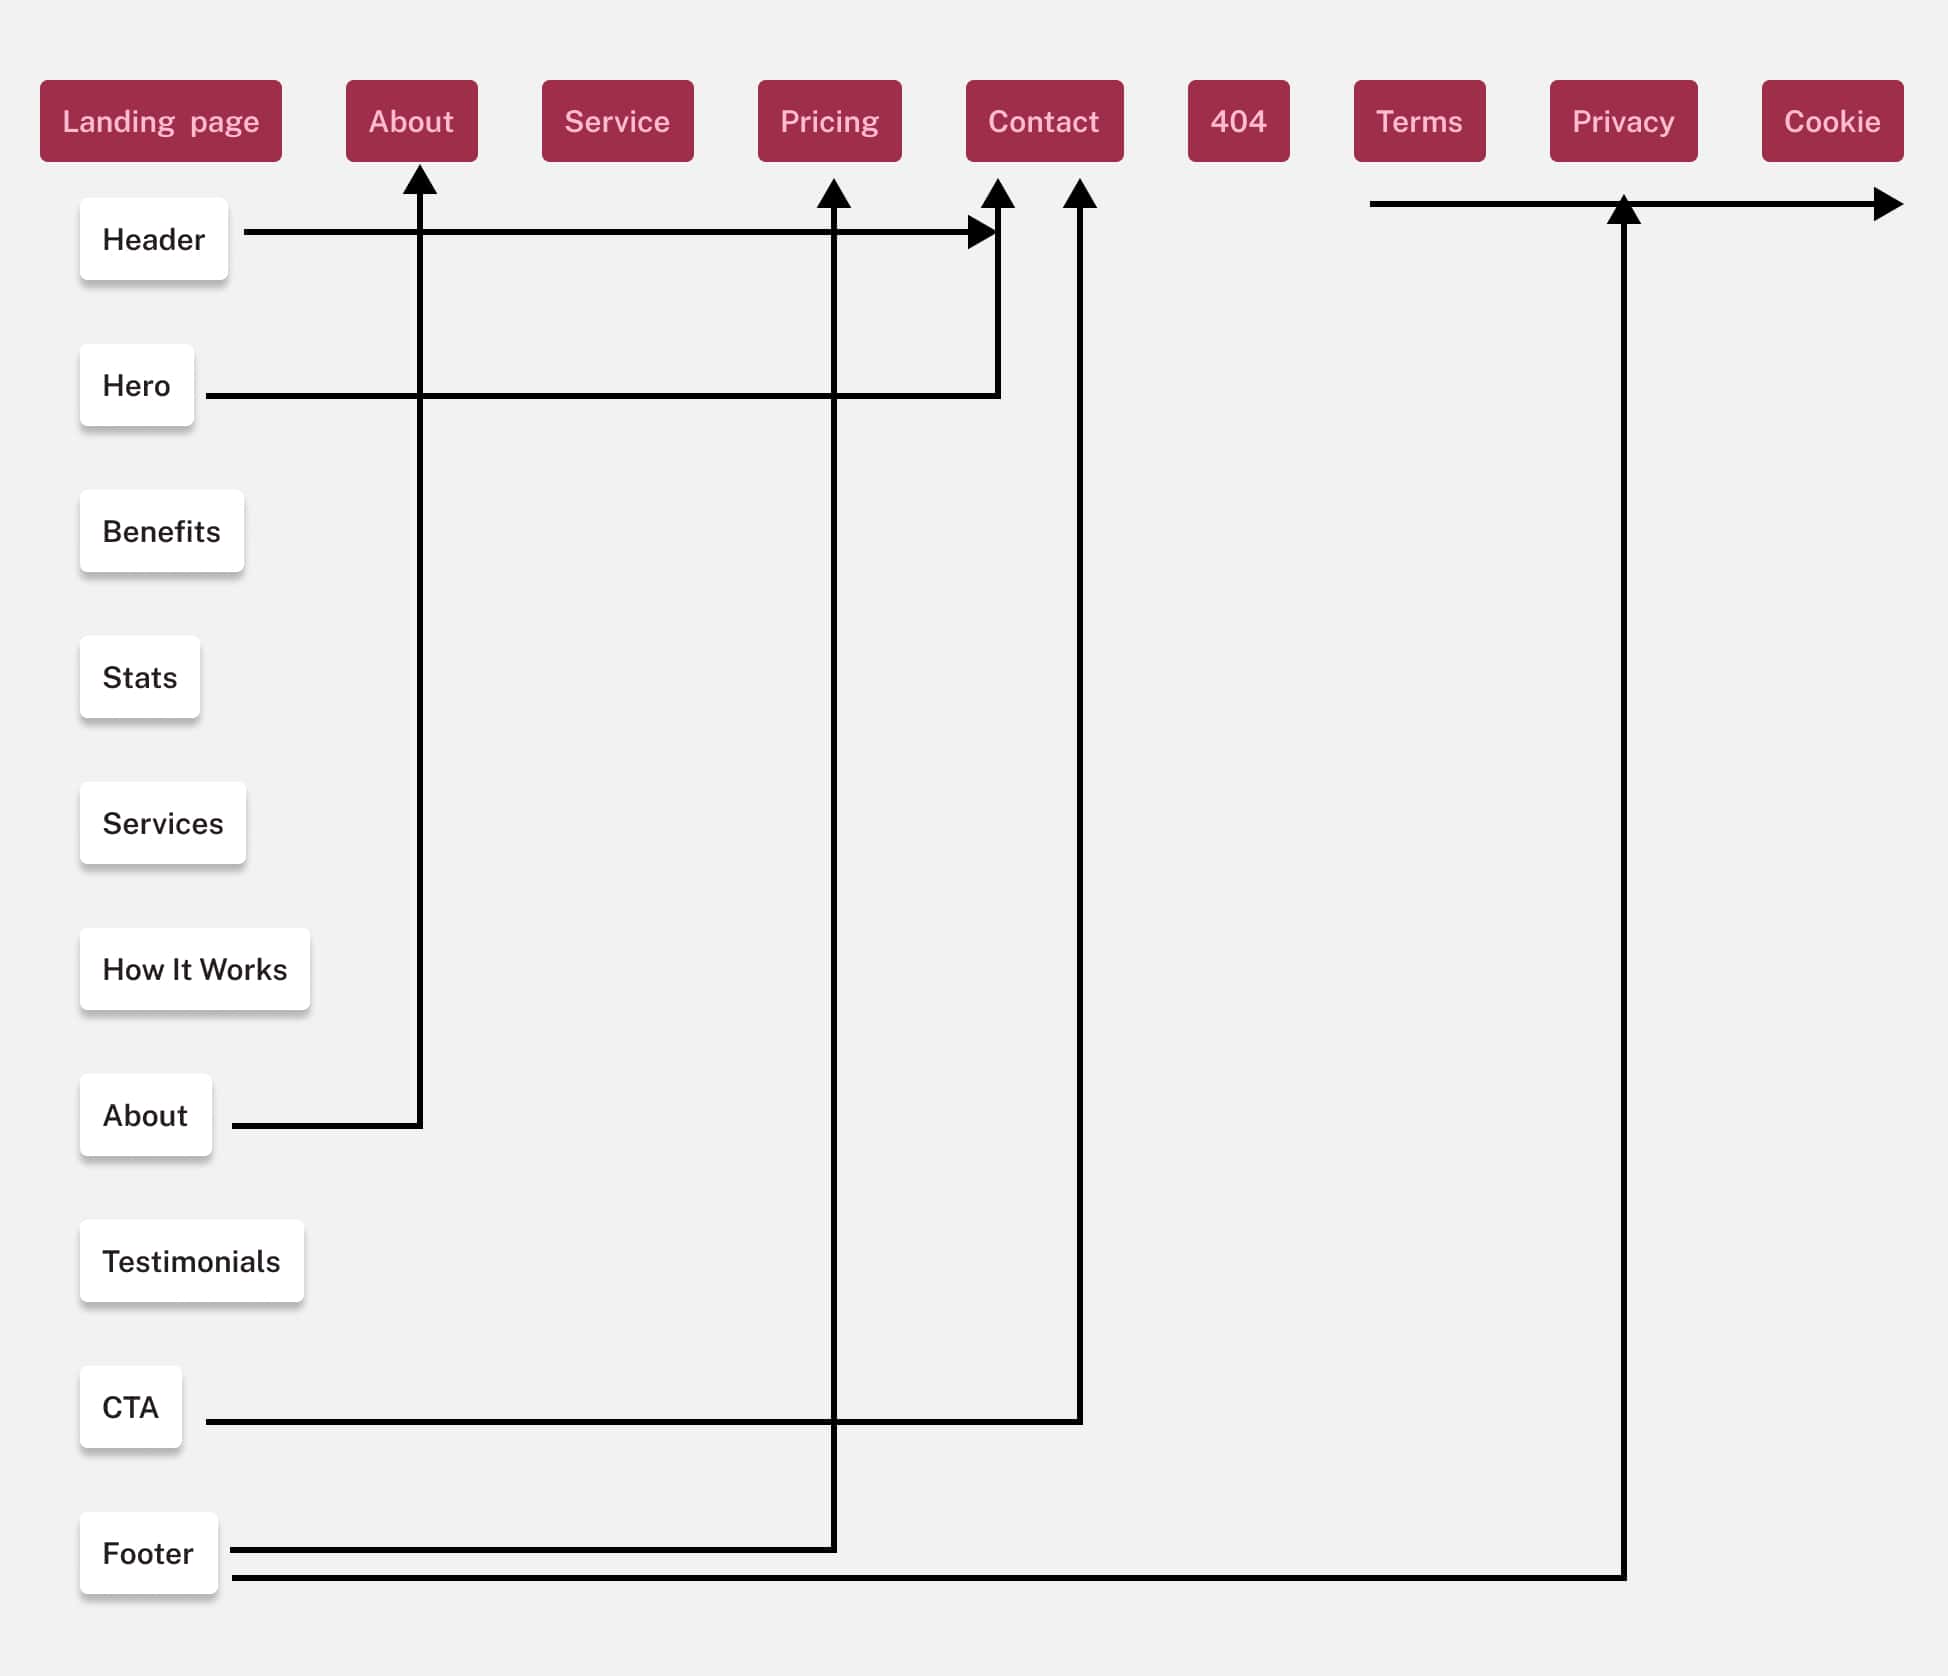 Landing page
About
Service
Pricing
Contact
404
Terms
Privacy
Cookie
Header
Hero
Benefits
Stats
Services
How It Works
About
Testimonials
CTA
Footer